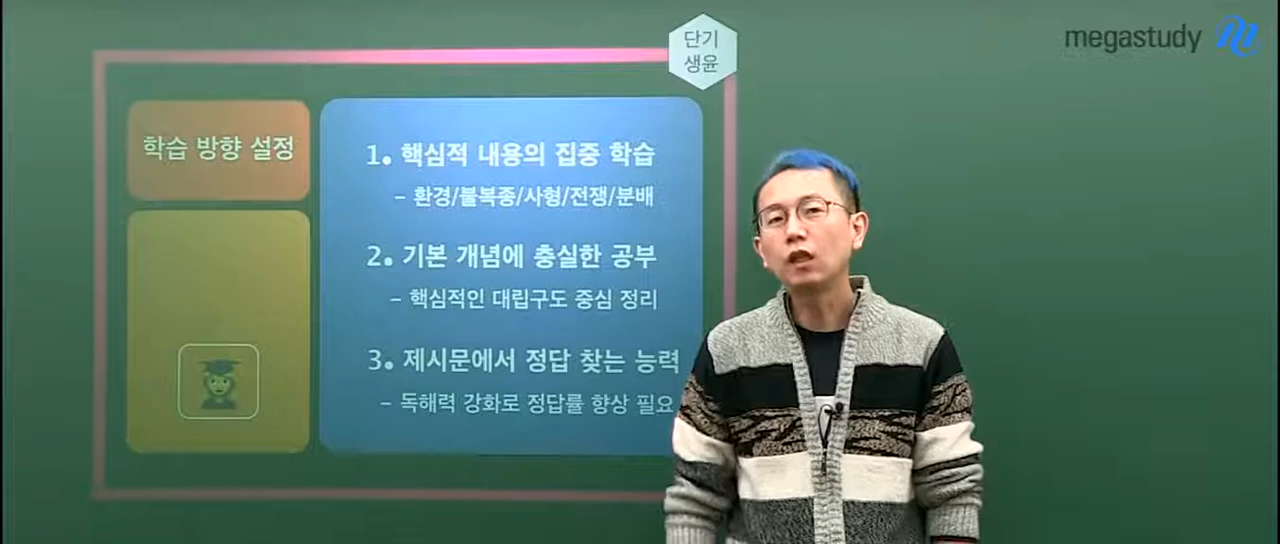 단기
생윤
megastudy
학습 방향 설정
1. 핵심적 내용의 집중 학습
- 환경/불복종/사형/전쟁/분배
2. 기본 개념에 충실한 공부
- 핵심적인 대립구도 중심 정리
3. 제시문에서 정답 찾는 능력
- 독해력 강화로 정답률 향상 필요